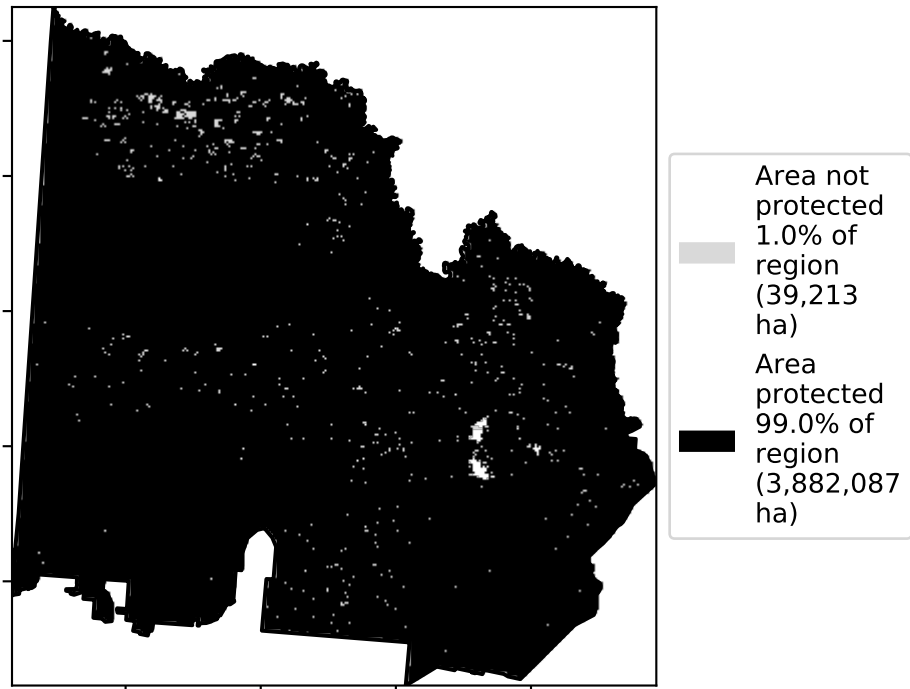 Area not
protected
1.0% of
region
(39,213
ha)
Area
protected
99.0% of
region
(3,882,087
ha)